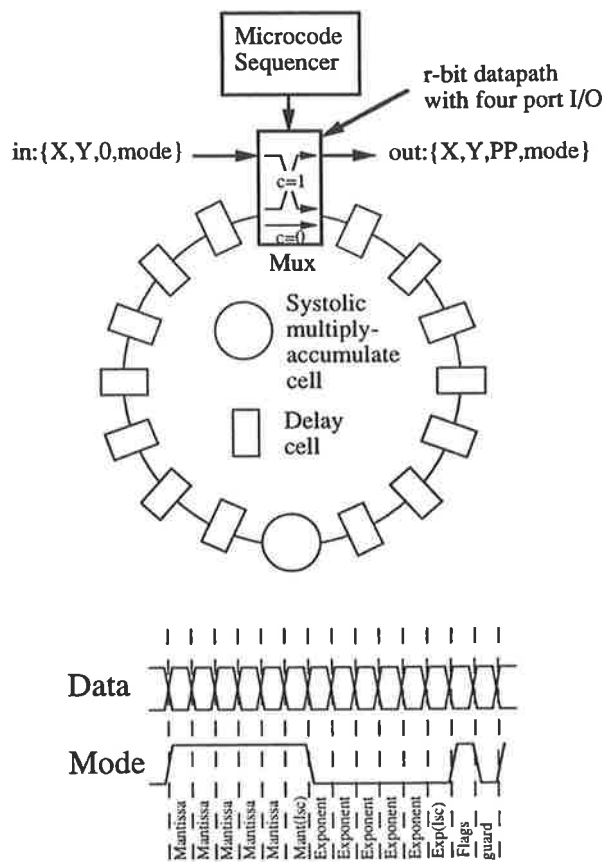 Microcode
Sequencer
r-bit datapath
with four port I/O
in:{X,Y,0,mode}
out:{X,Y,PP,mode}
c=1
c=0
Mux
Systolic
multiply-
accumulate
cell
Delay
cell
Data
Mode
Mantissa
Mantissa
Mantissa
Mantissa
Mantissa
Mant(lsc)
Exponent
Exponent
Exponent
Exponent
Exponent
Exp(lsc)
Flags
guard